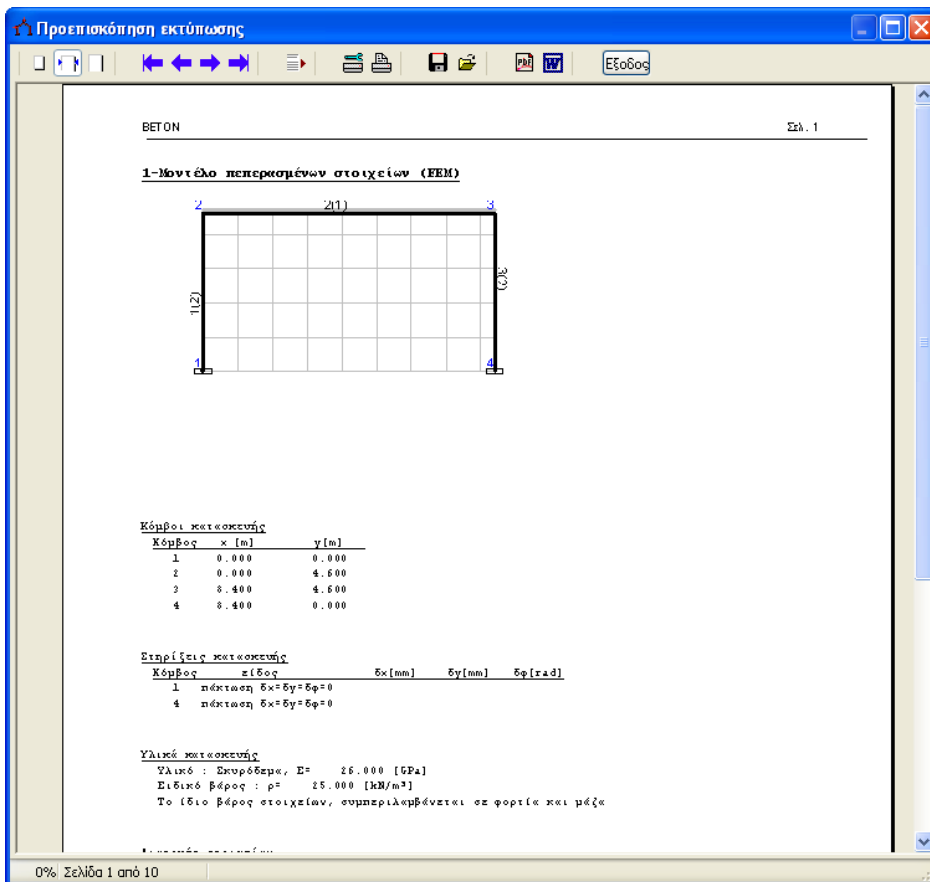 Προεπισκόπηση εκτύπωσης
Pdf W Εξοδος
ΒΕΤΟΝ Σελ. 1
1-Μοντέλο πεπερασμένων στοιχείων (FEM)
2 2(1) 3
1(2) 3(2)
1 4
Κόμβοι κατασκευής
Κόμβος x [m] y[m]
1 0.000 0.000
2 0.000 4.600
3 8.400 4.600
4 8.400 0.000
Στηρίξεις κατασκευής
Κόμβος είδος δx[mm] δy[mm] δφ[rad]
1 πάκτωση δx=δy=δφ=0
4 πάκτωση δx=δy=δφ=0
Υλικά κατασκευής
Υλικό : Σκυρόδεμα, E= 26.000 [GPa]
Ειδικό βάρος : ρ= 25.000 [kN/m³]
Το ίδιο βάρος στοιχείων, συμπεριλαμβάνεται σε φορτία και μάζα
0% Σελίδα 1 από 10